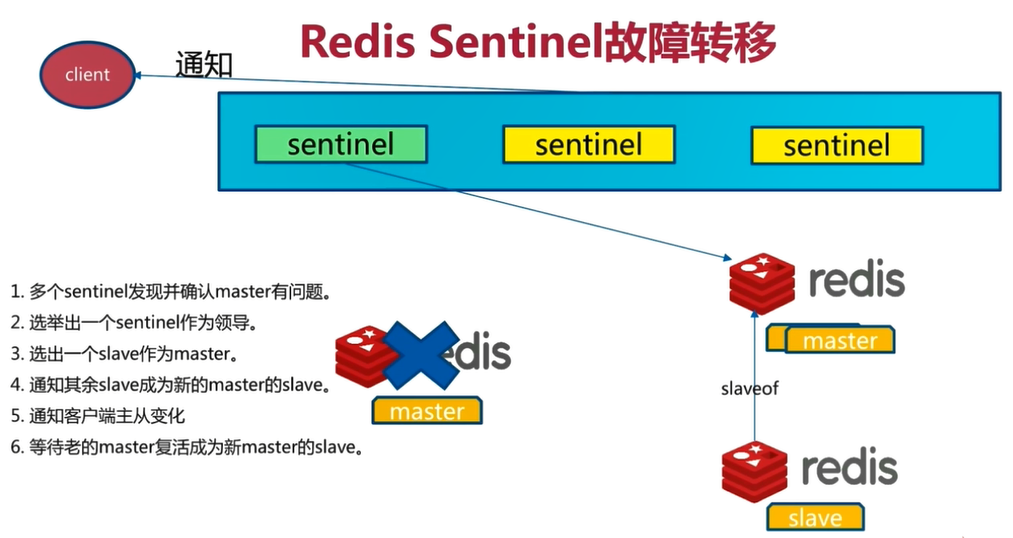 Redis Sentinel故障转移
client
通知
sentinel
sentinel
sentinel
1. 多个sentinel发现并确认master有问题。
2. 选举出一个sentinel作为领导。
3. 选出一个slave作为master。
4. 通知其余slave成为新的master的slave。
5. 通知客户端主从变化
6. 等待老的master复活成为新master的slave。
edis
master
redis
master
slaveof
redis
slave